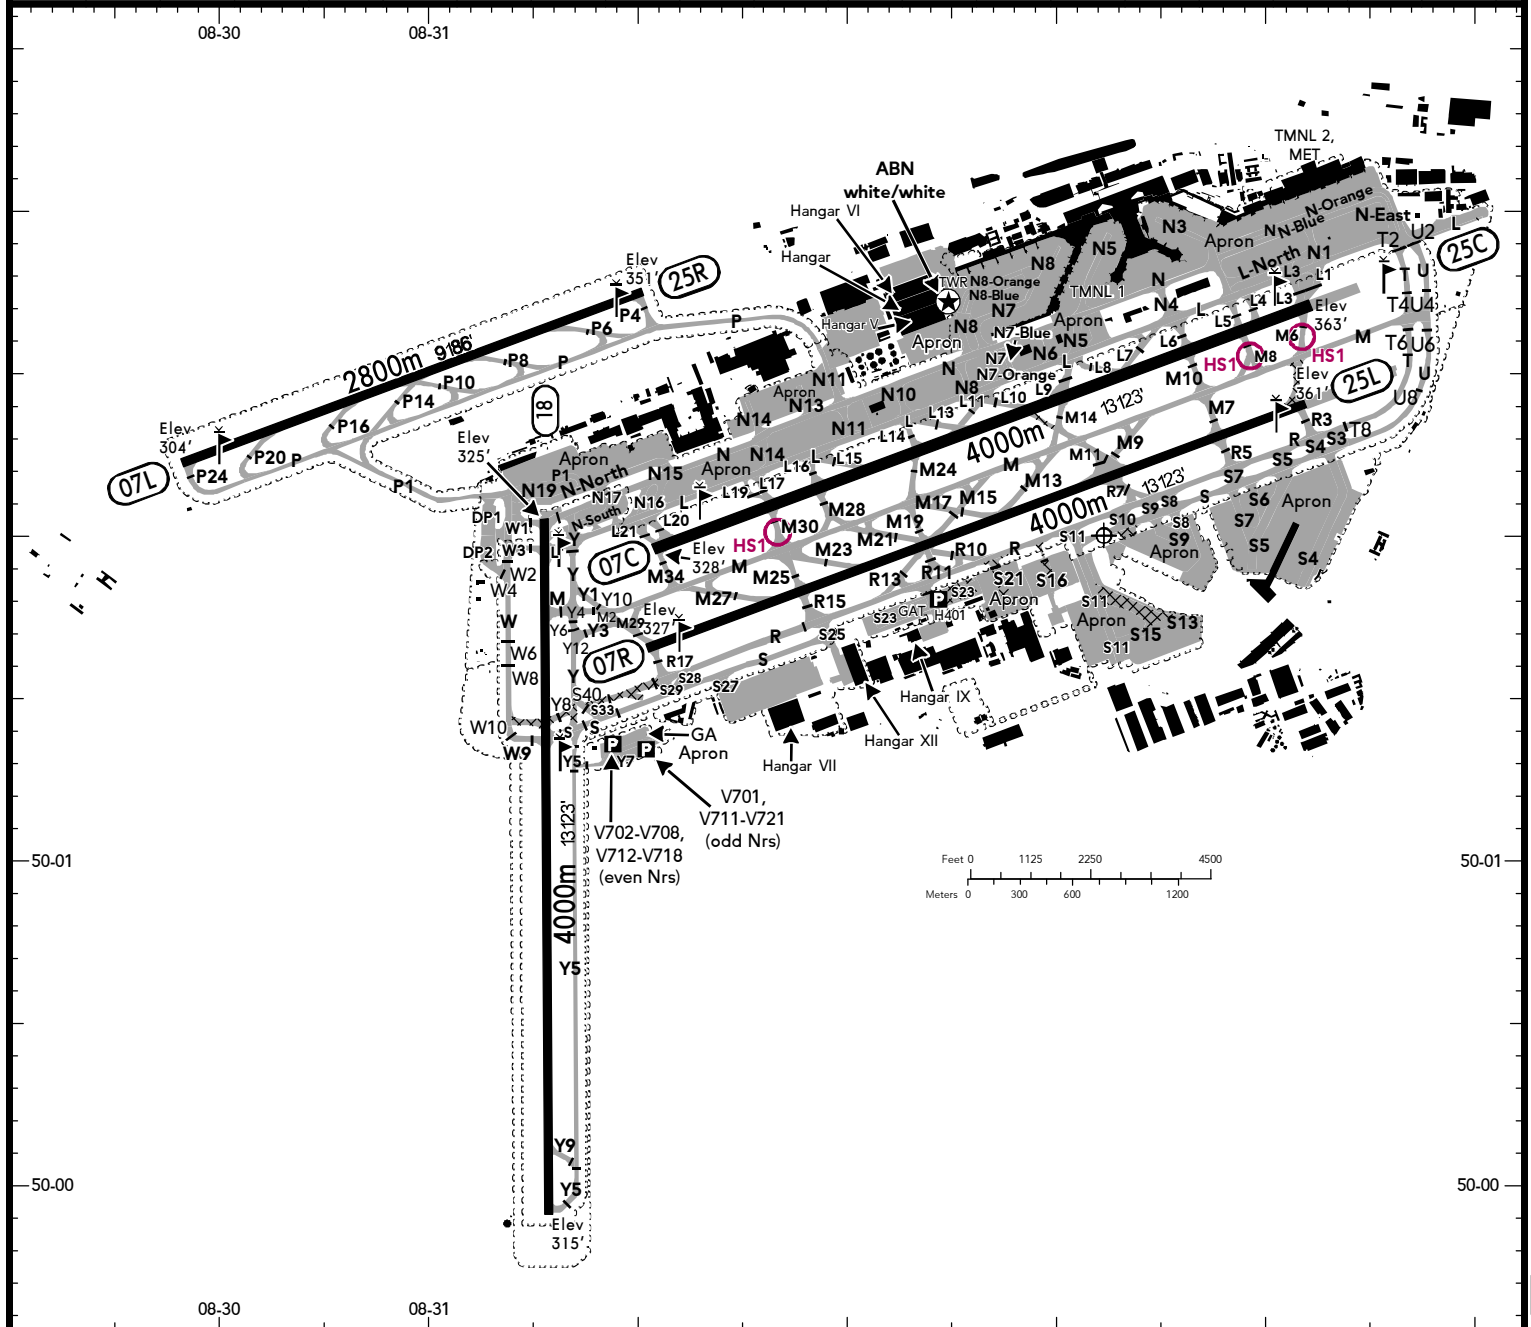 08-30
08-31
TMNL 2,
MET
ABN
white/white
Hangar VI
N-Orange
N-Blue
N
N-East
L
N3
Apron
T2
U2
25C
N5
N1
L-North
Hangar
Elev
351'
25R
N8
N
L3
L1
T
U
TWR
N8-Orange
N8-Blue
TMNL 1
N4
L4
L3
P4
N7
L
Elev
363'
T4
U4
P6
P
Hangar V
N8
N7-Blue
Apron
L5
M6
M
T6
U6
Apron
N5
L6
2800m
9186'
P8
P
N7
N6
L
L7
HS1
M8
HS1
T
N7-Orange
L8
M10
Elev
361'
25L
U
P10
N11
N
N8
L9
U8
P14
Apron
N13
N10
L11
L10
13123'
M7
18
N14
L13
M14
R3
P16
L
4000m
T8
Elev
304'
Elev
325'
N11
L14
M9
R
S3
S4
P20
P
Apron
N
N14
L
L15
M11
R5
S5
07L
P24
P1
N-North
N15
Apron
L16
M24
M
M13
S7
P1
N19
N17
N16
L
L19
L17
M17
M15
R7
13123'
S
S6
Apron
N-South
M28
4000m
S9
S8
DP1
W1
Y
L21
L20
M30
M19
S10
S8
S7
DP2
W3
L
07C
Elev
328'
HS1
M23
M21
R10
R
S11
S9
Apron
S5
S4
W2
Y
M34
M
M25
R13
R11
S21
S16
W4
M
Y1
Y10
M27
R15
S23
P
Apron
S11
W
Y4
M2
M29
Elev
327'
GAT
H401
S23
Apron
S13
Y6
Y3
S25
S15
W6
Y12
07R
R17
R
S
S11
W8
Y
S40
S28
S29
S27
Hangar IX
Y8
S33
W10
S
S
GA
Apron
Hangar XII
W9
Y5
P
P
Y7
Hangar VII
V701,
V711-V721
(odd Nrs)
V702-V708,
V712-V718
(even Nrs)
13123'
4000m
50-01
50-01
Feet 0
1125
2250
4500
Meters 0
300
600
1200
Y5
Y9
50-00
50-00
Y5
Elev
315'
08-30
08-31